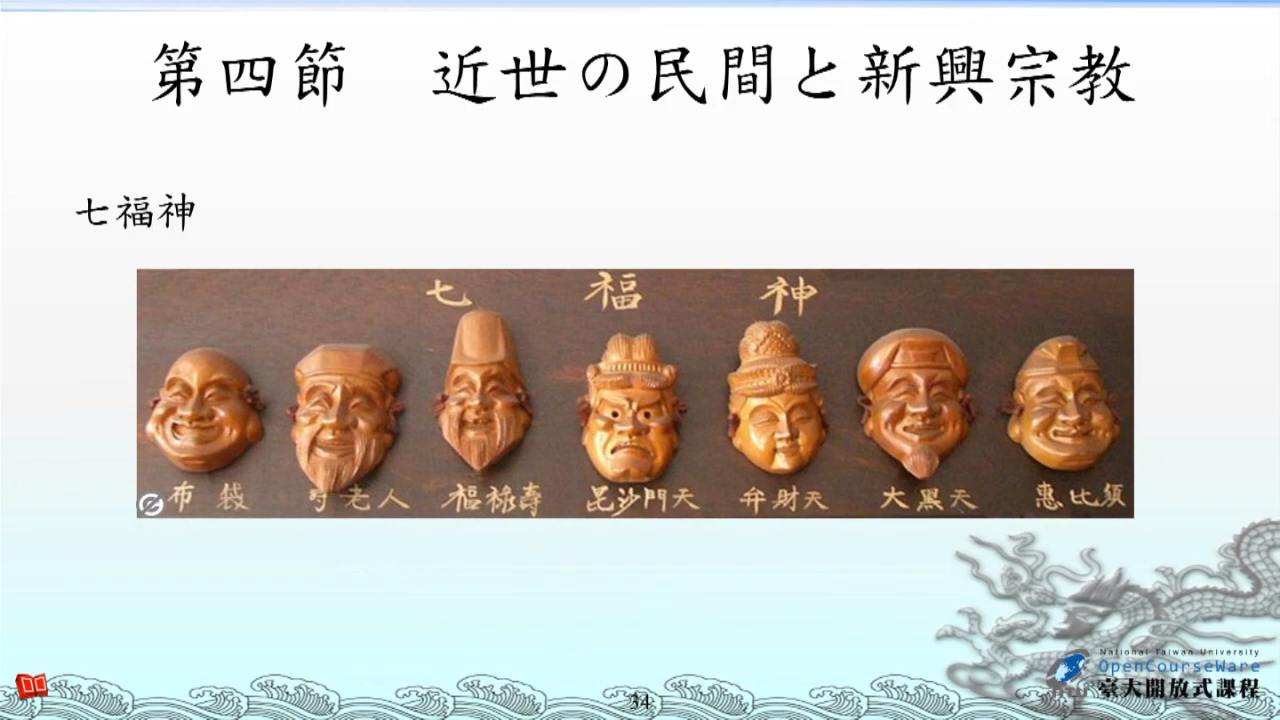 第四節　近世の民間と新興宗教
七福神
七 福 神
布袋 寿老人 福禄壽 毘沙門天 弁財天 大黒天 惠比須
34
National Taiwan University
OpenCourseWare
臺大開放式課程